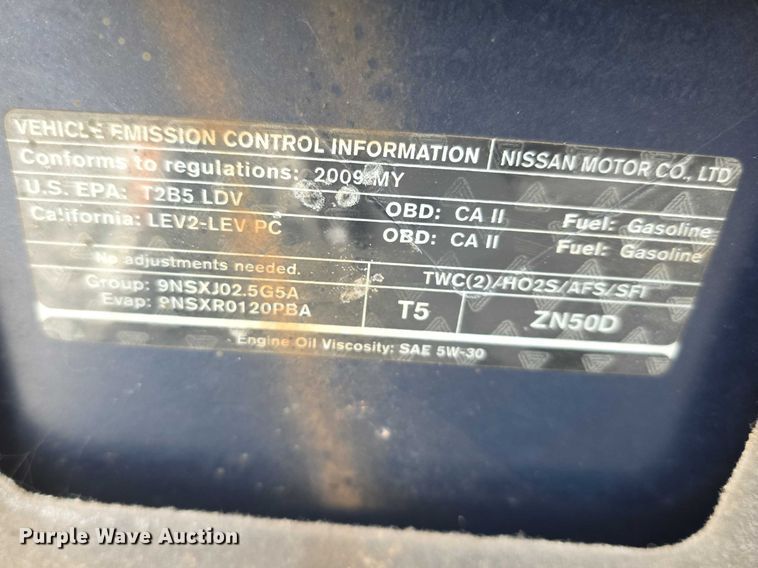 VEHICLE EMISSION CONTROL INFORMATION NISSAN MOTOR CO., LTD
Conforms to regulations: 2009 MY
U.S. EPA: T2B5 LDV OBD: CA II Fuel: Gasoline
California: LEV2-LEV PC OBD: CA II Fuel: Gasoline
No adjustments needed. TWC(2)/HO2S/AFS/SFI
Group: 9NSXJ02.5G5A
Evap: 9NSXR0120PBA T5 ZN50D
Engine Oil Viscosity: SAE 5W-30
Purple Wave Auction